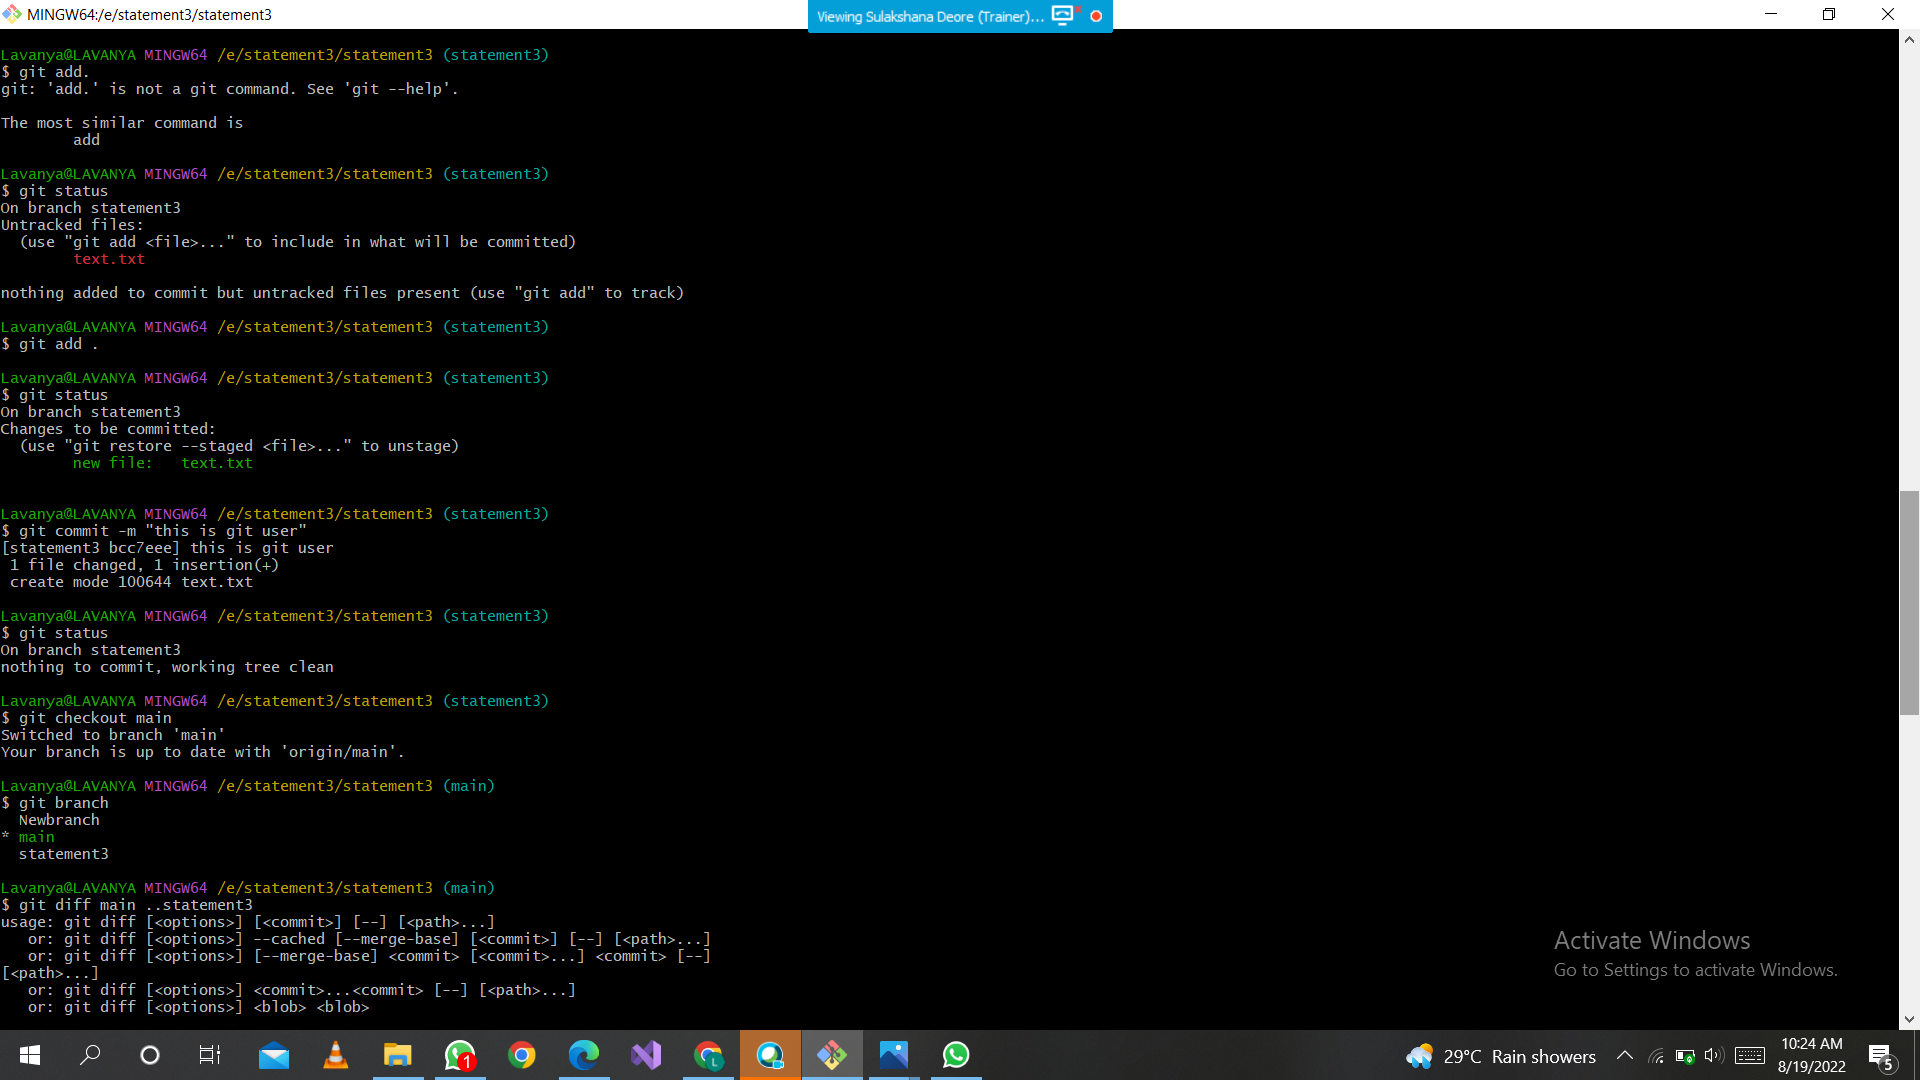 MINGW64:/e/statement3/statement3
Viewing Sulakshana Deore (Trainer)...
Lavanya@LAVANYA MINGW64 /e/statement3/statement3 (statement3)
$ git add.
git: 'add.' is not a git command. See 'git --help'.
The most similar command is
add
Lavanya@LAVANYA MINGW64 /e/statement3/statement3 (statement3)
$ git status
On branch statement3
Untracked files:
(use "git add <file>..." to include in what will be committed)
text.txt
nothing added to commit but untracked files present (use "git add" to track)
Lavanya@LAVANYA MINGW64 /e/statement3/statement3 (statement3)
$ git add .
Lavanya@LAVANYA MINGW64 /e/statement3/statement3 (statement3)
$ git status
On branch statement3
Changes to be committed:
(use "git restore --staged <file>..." to unstage)
new file:   text.txt
Lavanya@LAVANYA MINGW64 /e/statement3/statement3 (statement3)
$ git commit -m "this is git user"
[statement3 bcc7eee] this is git user
1 file changed, 1 insertion(+)
create mode 100644 text.txt
Lavanya@LAVANYA MINGW64 /e/statement3/statement3 (statement3)
$ git status
On branch statement3
nothing to commit, working tree clean
Lavanya@LAVANYA MINGW64 /e/statement3/statement3 (statement3)
$ git checkout main
Switched to branch 'main'
Your branch is up to date with 'origin/main'.
Lavanya@LAVANYA MINGW64 /e/statement3/statement3 (main)
$ git branch
Newbranch
* main
statement3
Lavanya@LAVANYA MINGW64 /e/statement3/statement3 (main)
$ git diff main ..statement3
usage: git diff [<options>] [<commit>] [--] [<path>...]
or: git diff [<options>] --cached [--merge-base] [<commit>] [--] [<path>...]
or: git diff [<options>] [--merge-base] <commit> [<commit>...] <commit> [--]
[<path>...]
or: git diff [<options>] <commit>...<commit> [--] [<path>...]
or: git diff [<options>] <blob> <blob>
Activate Windows
Go to Settings to activate Windows.
1
L
29°C Rain showers
10:24 AM
8/19/2022
5